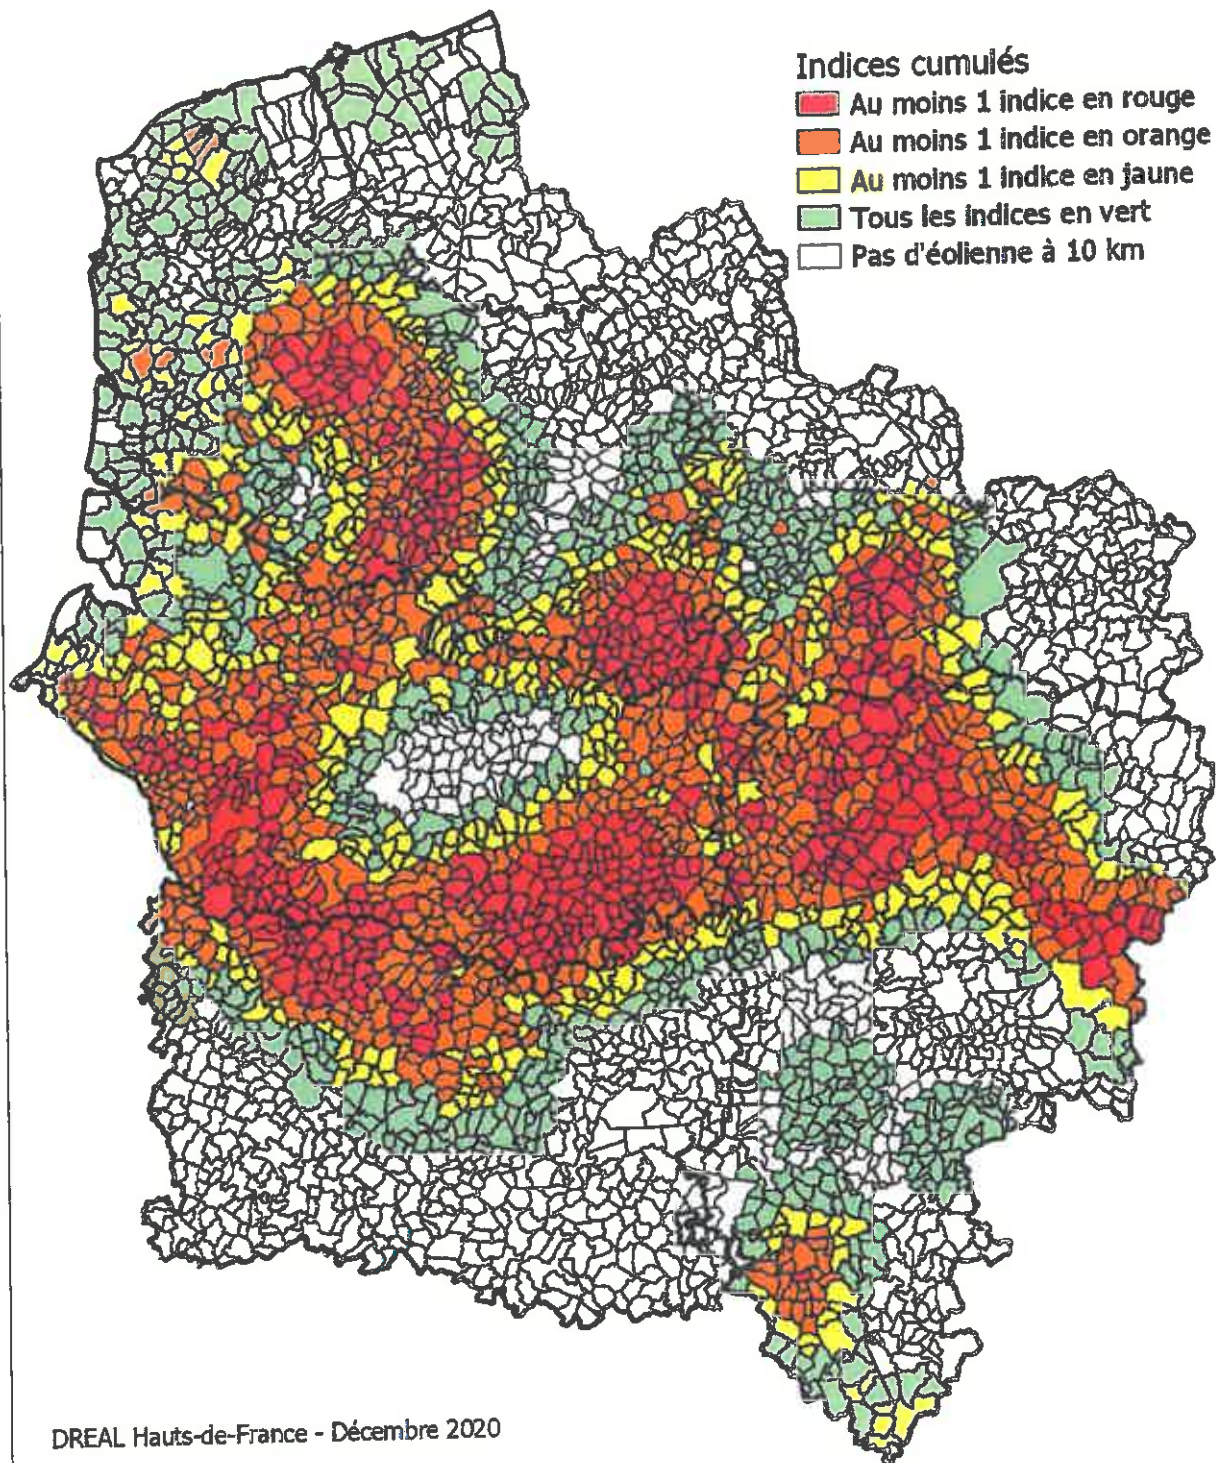 Indices cumulés
Au moins 1 indice en rouge
Au moins 1 indice en orange
Au moins 1 indice en jaune
Tous les indices en vert
Pas d'éolienne à 10 km
DREAL Hauts-de-France - Décembre 2020